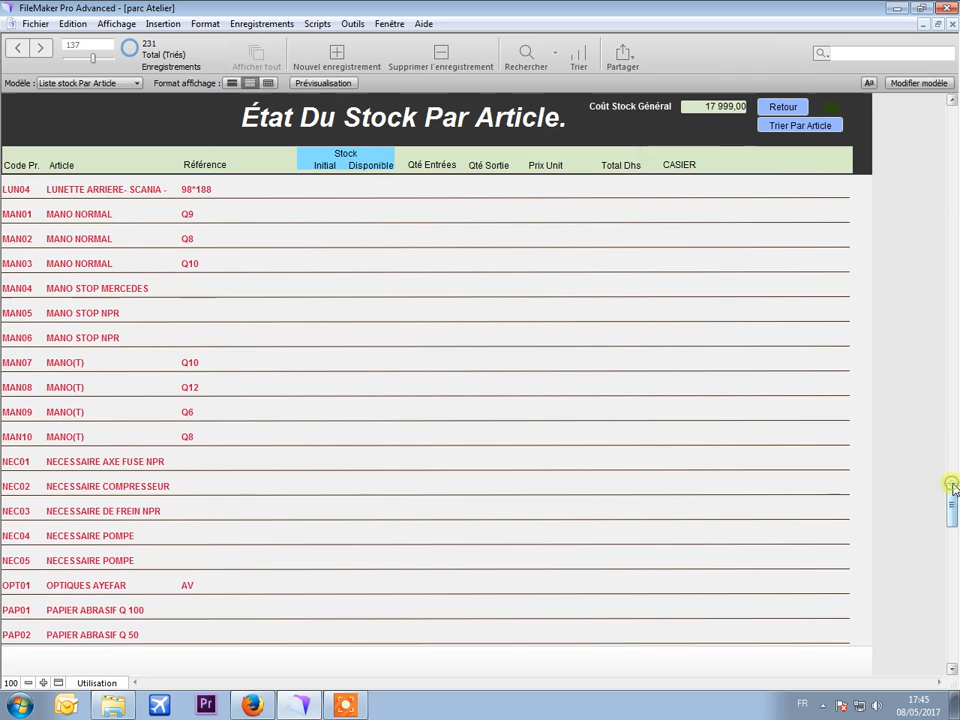 FileMaker Pro Advanced - [parc Atelier]
Fichier Edition Affichage Insertion Format Enregistrements Scripts Outils Fenêtre Aide
137
231
Total (Triés)
Enregistrements
Afficher tout
Nouvel enregistrement
Supprimer l'enregistrement
Rechercher
Trier
Partager
Modèle : Liste stock Par Article
Format affichage :
Prévisualisation
Aa
Modifier modèle
État Du Stock Par Article.
Coût Stock Général 17 999,00
Retour
Trier Par Article
Stock
Code Pr. Article Référence Initial Disponible Qté Entrées Qté Sortie Prix Unit Total Dhs CASIER
LUN04 LUNETTE ARRIERE- SCANIA - 98*188
MAN01 MANO NORMAL Q9
MAN02 MANO NORMAL Q8
MAN03 MANO NORMAL Q10
MAN04 MANO STOP MERCEDES
MAN05 MANO STOP NPR
MAN06 MANO STOP NPR
MAN07 MANO(T) Q10
MAN08 MANO(T) Q12
MAN09 MANO(T) Q6
MAN10 MANO(T) Q8
NEC01 NECESSAIRE AXE FUSE NPR
NEC02 NECESSAIRE COMPRESSEUR
NEC03 NECESSAIRE DE FREIN NPR
NEC04 NECESSAIRE POMPE
NEC05 NECESSAIRE POMPE
OPT01 OPTIQUES AYEFAR AV
PAP01 PAPIER ABRASIF Q 100
PAP02 PAPIER ABRASIF Q 50
100 Utilisation
Pr
FR
17:45
08/05/2017